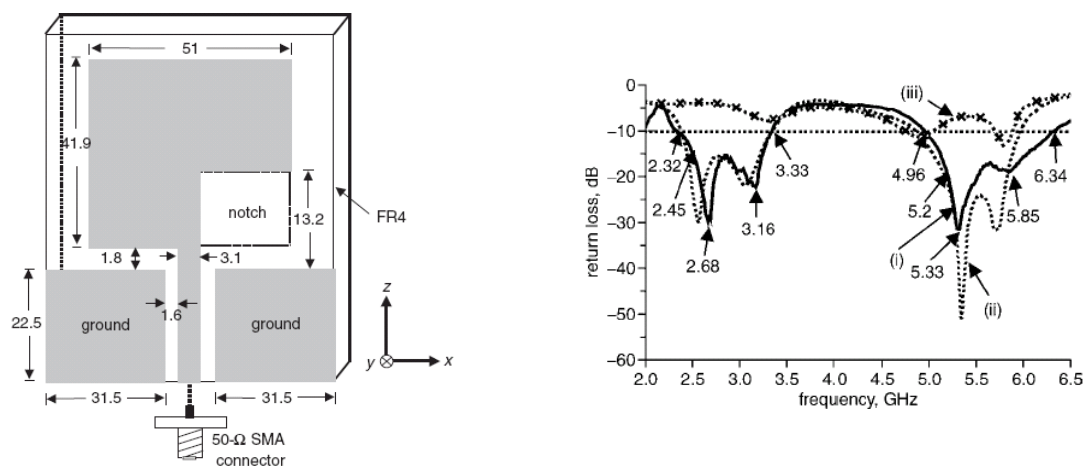 51
41.9
notch
13.2
FR4
1.8
3.1
22.5
ground
1.6
ground
z
y
x
31.5
31.5
50-Ω SMA
connector
0
−10
−20
−30
−40
−50
−60
return loss, dB
2.0
2.5
3.0
3.5
4.0
4.5
5.0
5.5
6.0
6.5
frequency, GHz
(iii)
2.32
2.45
2.68
3.16
3.33
4.96
5.2
(i)
5.33
(ii)
5.85
6.34